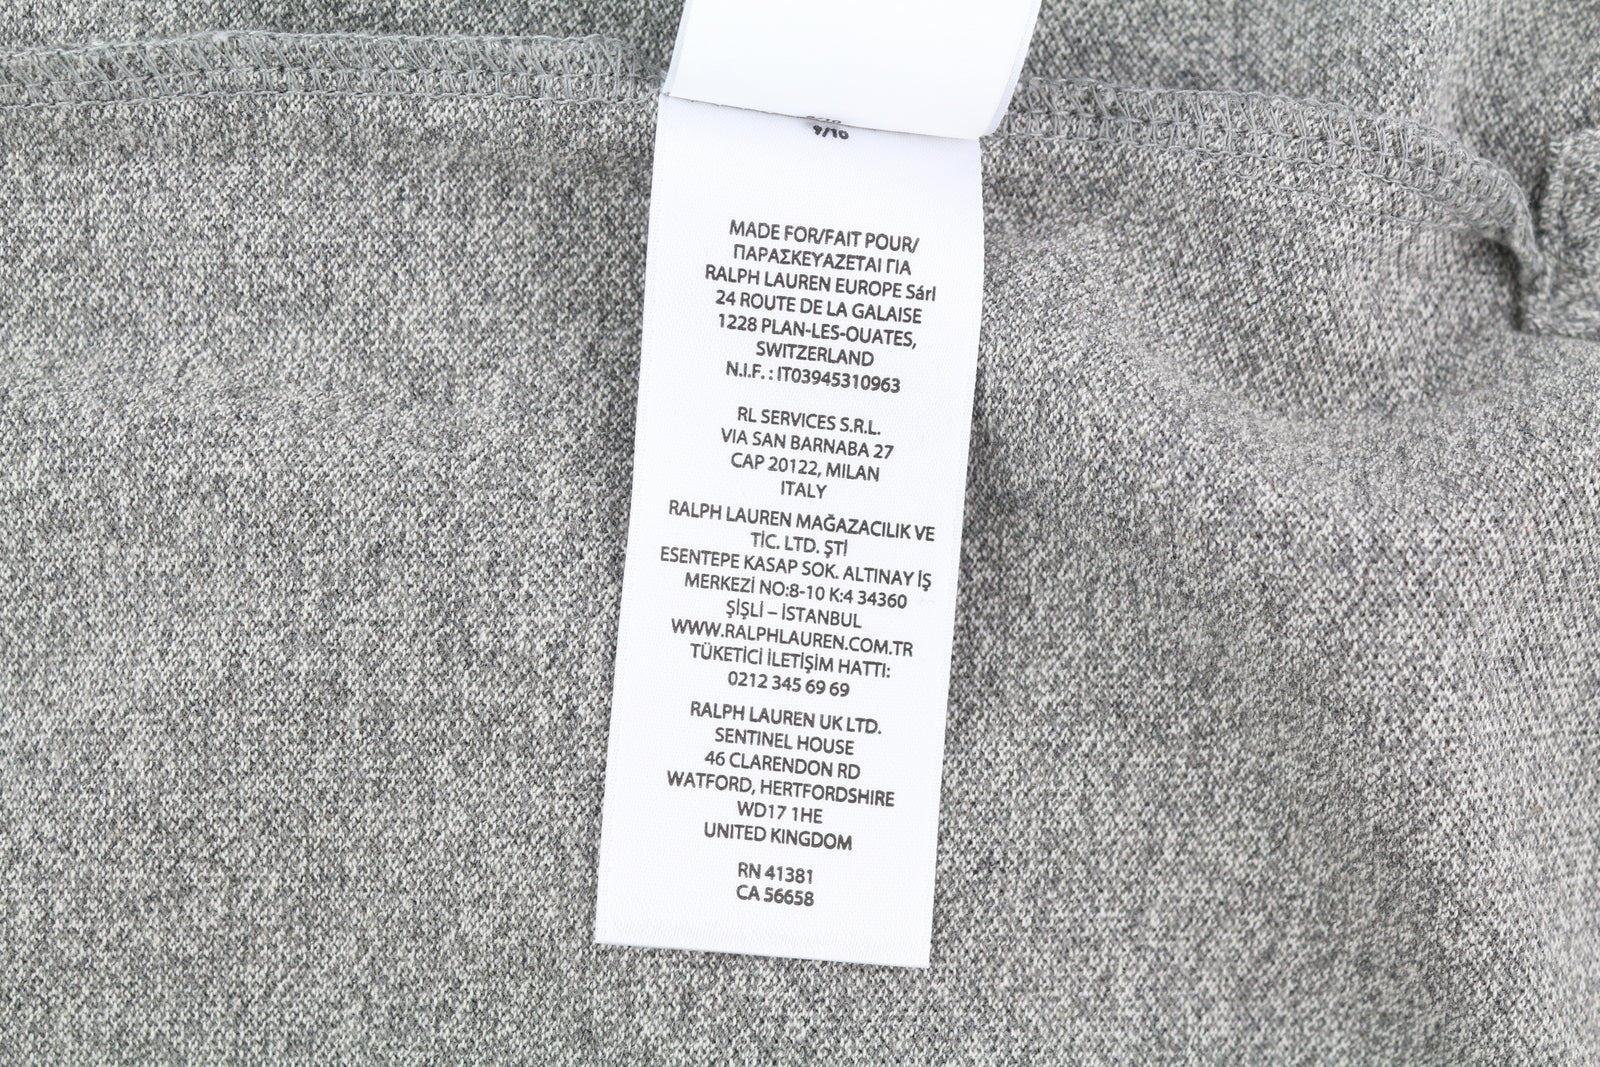 9/10
MADE FOR/FAIT POUR/
ΠΑΡΑΣΚΕΥΑΖΕΤΑΙ ΓΙΑ
RALPH LAUREN EUROPE Sárl
24 ROUTE DE LA GALAISE
1228 PLAN-LES-OUATES,
SWITZERLAND
N.I.F. : IT03945310963
RL SERVICES S.R.L.
VIA SAN BARNABA 27
CAP 20122, MILAN
ITALY
RALPH LAUREN MAĞAZACILIK VE
TİC. LTD. ŞTİ
ESENTEPE KASAP SOK. ALTINAY İŞ
MERKEZİ NO:8-10 K:4 34360
ŞİŞLİ – İSTANBUL
WWW.RALPHLAUREN.COM.TR
TÜKETİCİ İLETİŞİM HATTI:
0212 345 69 69
RALPH LAUREN UK LTD.
SENTINEL HOUSE
46 CLARENDON RD
WATFORD, HERTFORDSHIRE
WD17 1HE
UNITED KINGDOM
RN 41381
CA 56658